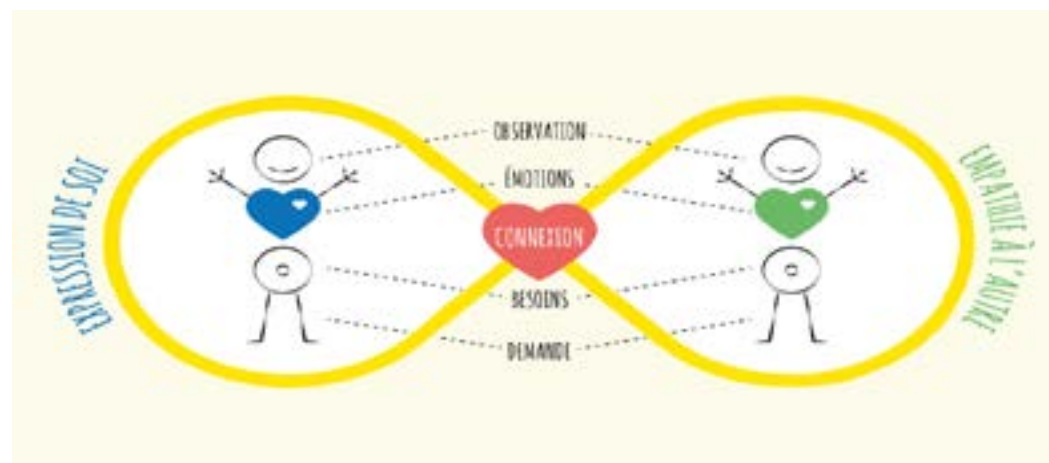 EXPRESSION DE SOI
OBSERVATION
ÉMOTIONS
CONNEXION
BESOINS
DEMANDE
EMPATHIE À L'AUTRE